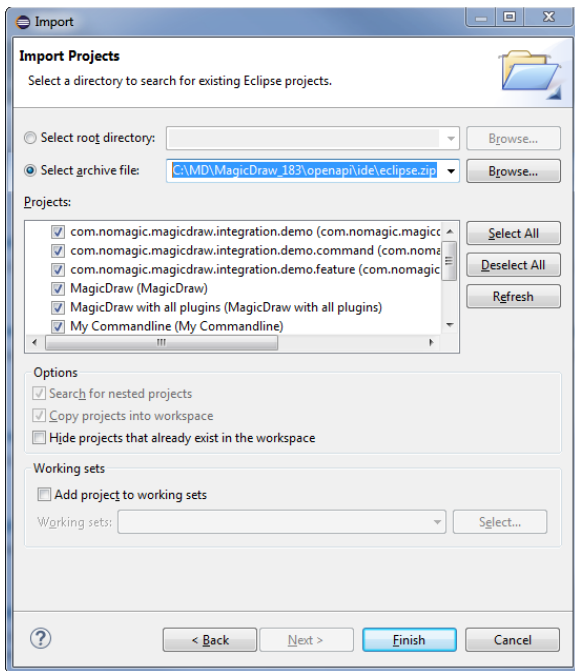 Import
Import Projects
Select a directory to search for existing Eclipse projects.
Select root directory:
Browse...
Select archive file:
C:\MD\MagicDraw_183\openapi\ide\eclipse.zip
Browse...
Projects:
com.nomagic.magicdraw.integration.demo (com.nomagic.magicc
com.nomagic.magicdraw.integration.demo.command (com.noma
com.nomagic.magicdraw.integration.demo.feature (com.nomagic
MagicDraw (MagicDraw)
MagicDraw with all plugins (MagicDraw with all plugins)
My Commandline (My Commandline)
Select All
Deselect All
Refresh
Options
Search for nested projects
Copy projects into workspace
Hide projects that already exist in the workspace
Working sets
Add project to working sets
Working sets:
Select...
?
< Back
Next >
Finish
Cancel